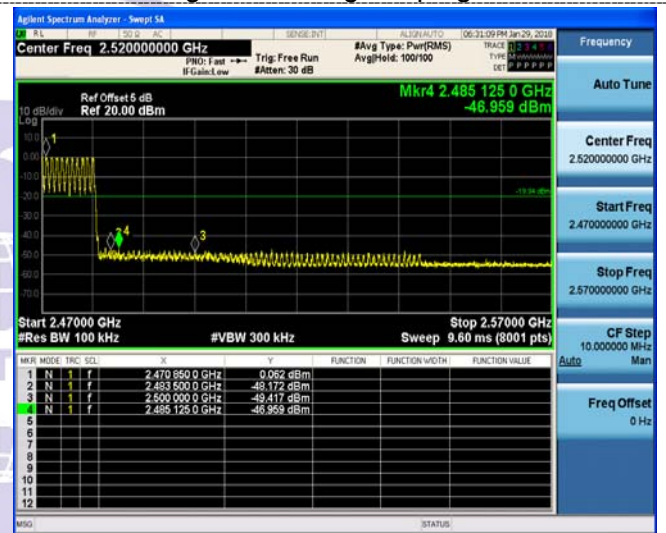 Agilent Spectrum Analyzer - Swept SA
RL RF 50 Ω AC SENSE:INT ALIGN AUTO 06:31:09 PM Jan 29, 2018
Center Freq 2.520000000 GHz #Avg Type: Pwr(RMS) TRACE 1 2 3 4 5 6
PNO: Fast Trig: Free Run Avg|Hold: 100/100 TYPE
IFGain:Low #Atten: 30 dB DET P P P P P P
Mkr4 2.485 125 0 GHz
-46.959 dBm
Ref Offset 5 dB
10 dB/div Ref 20.00 dBm
Log
10.0
0.00
-10.0
-20.0
-30.0
-40.0
-50.0
-60.0
-70.0
1
4
3
-19.94 dBm
Start 2.47000 GHz Stop 2.57000 GHz
#Res BW 100 kHz #VBW 300 kHz Sweep 9.60 ms (8001 pts)
MKR MODE TRC SCL X Y FUNCTION FUNCTION WIDTH FUNCTION VALUE
1 N 1 f 2.470 850 0 GHz 0.062 dBm
2 N 1 f 2.483 500 0 GHz -48.172 dBm
3 N 1 f 2.500 000 0 GHz -49.417 dBm
4 N 1 f 2.485 125 0 GHz -46.959 dBm
5
6
7
8
9
10
11
12
MSG STATUS
Frequency
Auto Tune
Center Freq
2.520000000 GHz
Start Freq
2.470000000 GHz
Stop Freq
2.570000000 GHz
CF Step
10.000000 MHz
Auto Man
Freq Offset
0 Hz